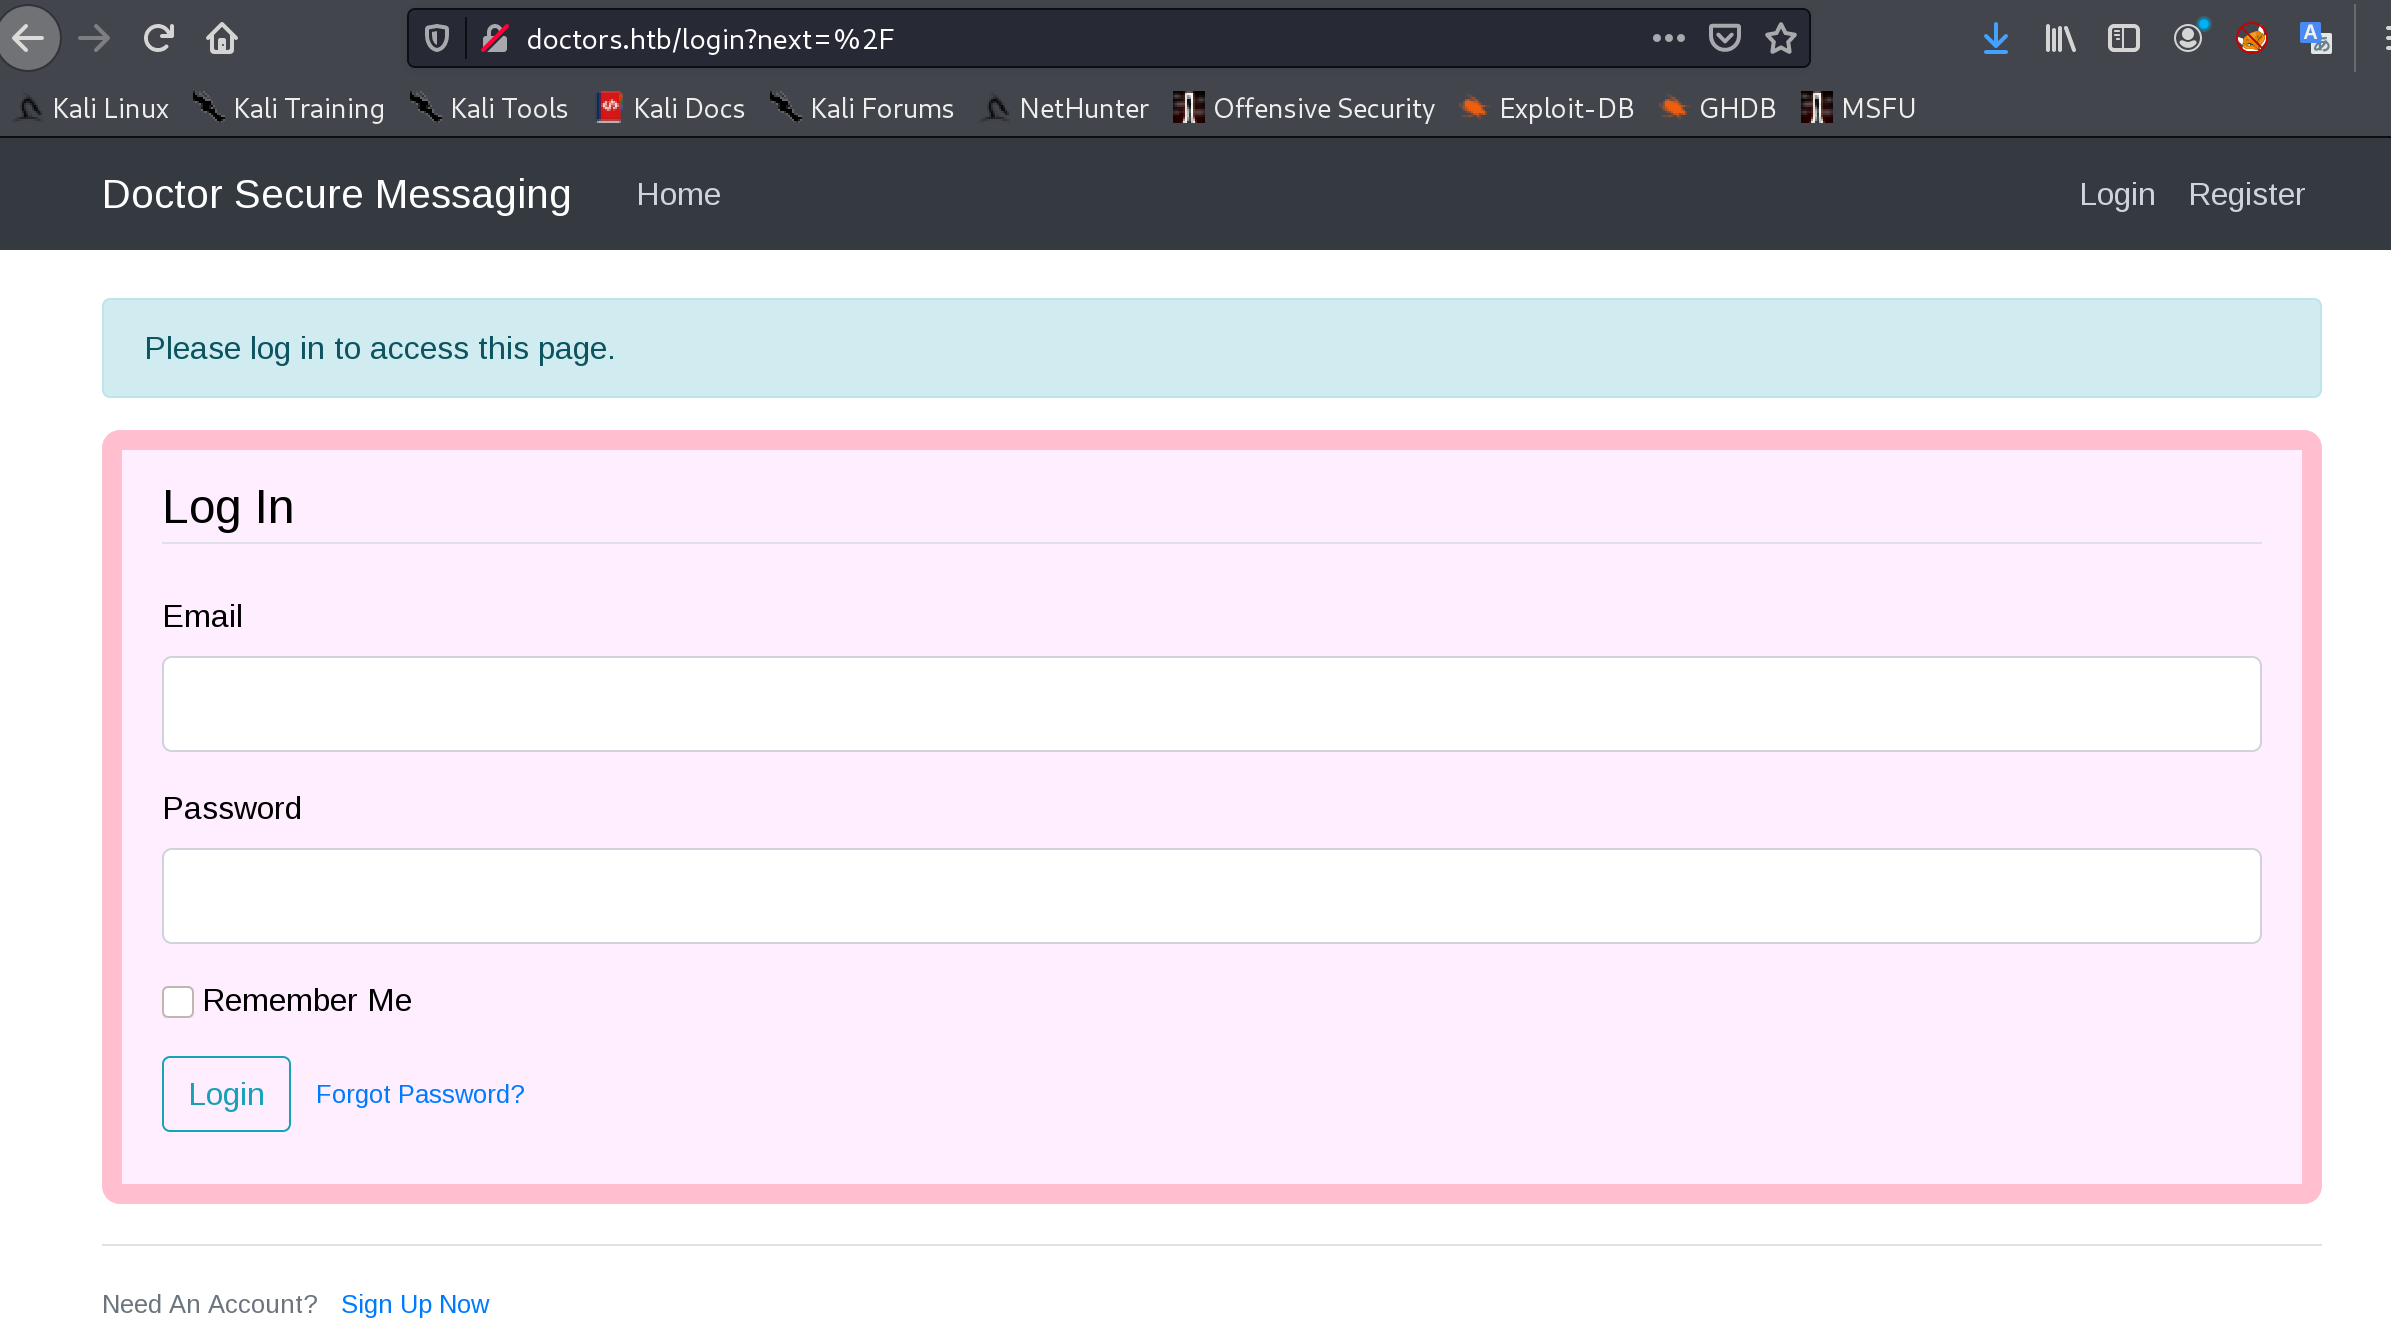 doctors.htb/login?next=%2F
Kali Linux Kali Training Kali Tools Kali Docs Kali Forums NetHunter Offensive Security Exploit-DB GHDB MSFU
Doctor Secure Messaging Home Login Register
Please log in to access this page.
Log In
Email
Password
Remember Me
Login Forgot Password?
Need An Account? Sign Up Now